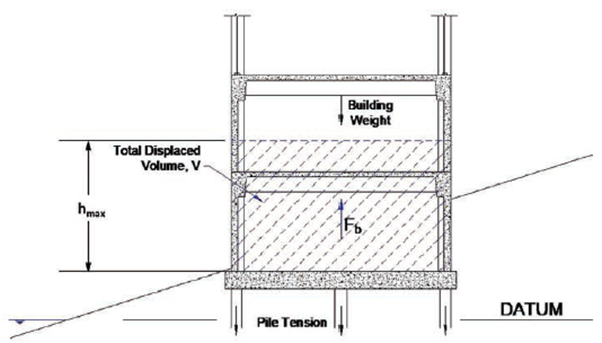 Building
Weight
Total Displaced
Volume, V
hmax
Fb
DATUM
Pile Tension